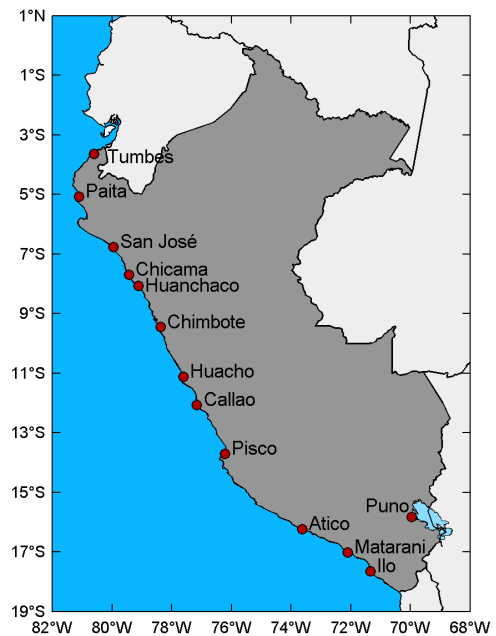 1°N
1°S
3°S
Tumbes
5°S
Paita
7°S
San José
Chicama
Huanchaco
9°S
Chimbote
11°S
Huacho
Callao
13°S
Pisco
15°S
Puno
Atico
17°S
Matarani
Ilo
19°S
82°W 80°W 78°W 76°W 74°W 72°W 70°W 68°W